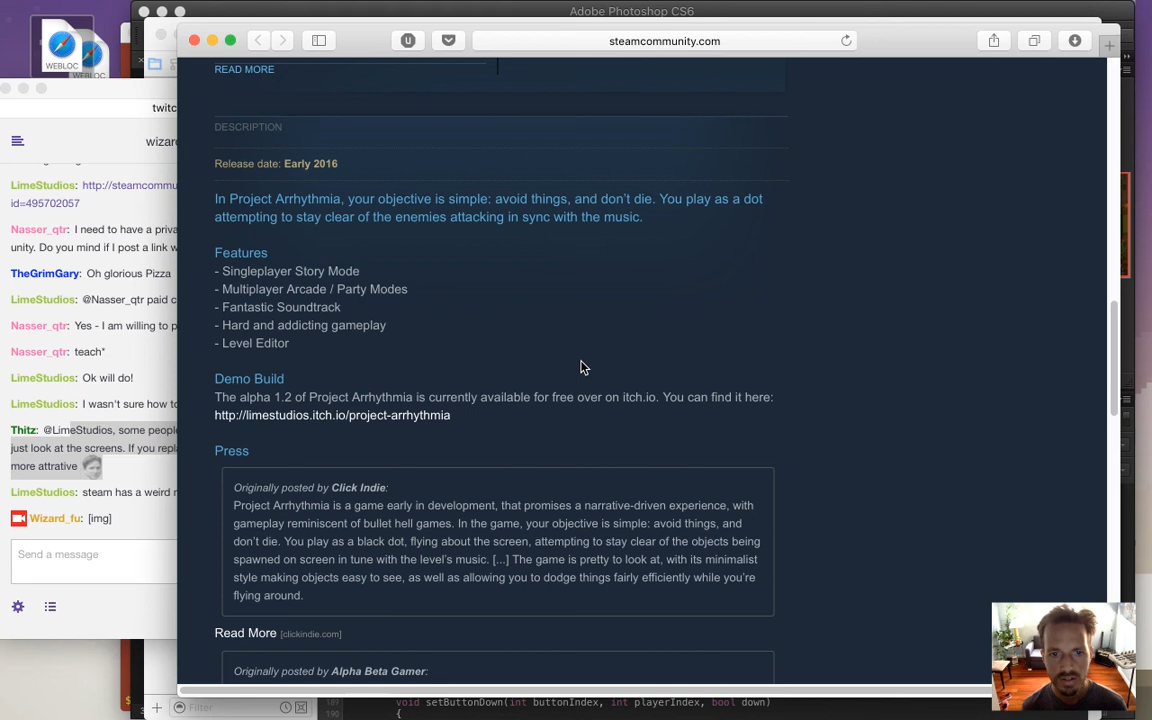 Adobe Photoshop CS6
steamcommunity.com
WEBLOC
WEBLOC
twitc
wizar
LimeStudios: http://steamcommu
id=495702057
Nasser_qtr: I need to have a priva
unity. Do you mind if I post a link w
TheGrimGary: Oh glorious Pizza
LimeStudios: @Nasser_qtr paid c
Nasser_qtr: Yes - I am willing to p
Nasser_qtr: teach*
LimeStudios: Ok will do!
LimeStudios: I wasn't sure how to
Thitz: @LimeStudios, some people
just look at the screens. If you repla
more attrative
LimeStudios: steam has a weird r
Wizard_fu: [img]
Send a message
READ MORE
DESCRIPTION
Release date: Early 2016
In Project Arrhythmia, your objective is simple: avoid things, and don't die. You play as a dot
attempting to stay clear of the enemies attacking in sync with the music.
Features
- Singleplayer Story Mode
- Multiplayer Arcade / Party Modes
- Fantastic Soundtrack
- Hard and addicting gameplay
- Level Editor
Demo Build
The alpha 1.2 of Project Arrhythmia is currently available for free over on itch.io. You can find it here:
http://limestudios.itch.io/project-arrhythmia
Press
Originally posted by Click Indie:
Project Arrhythmia is a game early in development, that promises a narrative-driven experience, with
gameplay reminiscent of bullet hell games. In the game, your objective is simple: avoid things, and
don't die. You play as a black dot, flying about the screen, attempting to stay clear of the objects being
spawned on screen in tune with the level's music. [...] The game is pretty to look at, with its minimalist
style making objects easy to see, as well as allowing you to dodge things fairly efficiently while you're
flying around.
Read More [clickindie.com]
Originally posted by Alpha Beta Gamer:
Filter
189 void setButtonDown(int buttonIndex, int playerIndex, bool down)
190 {